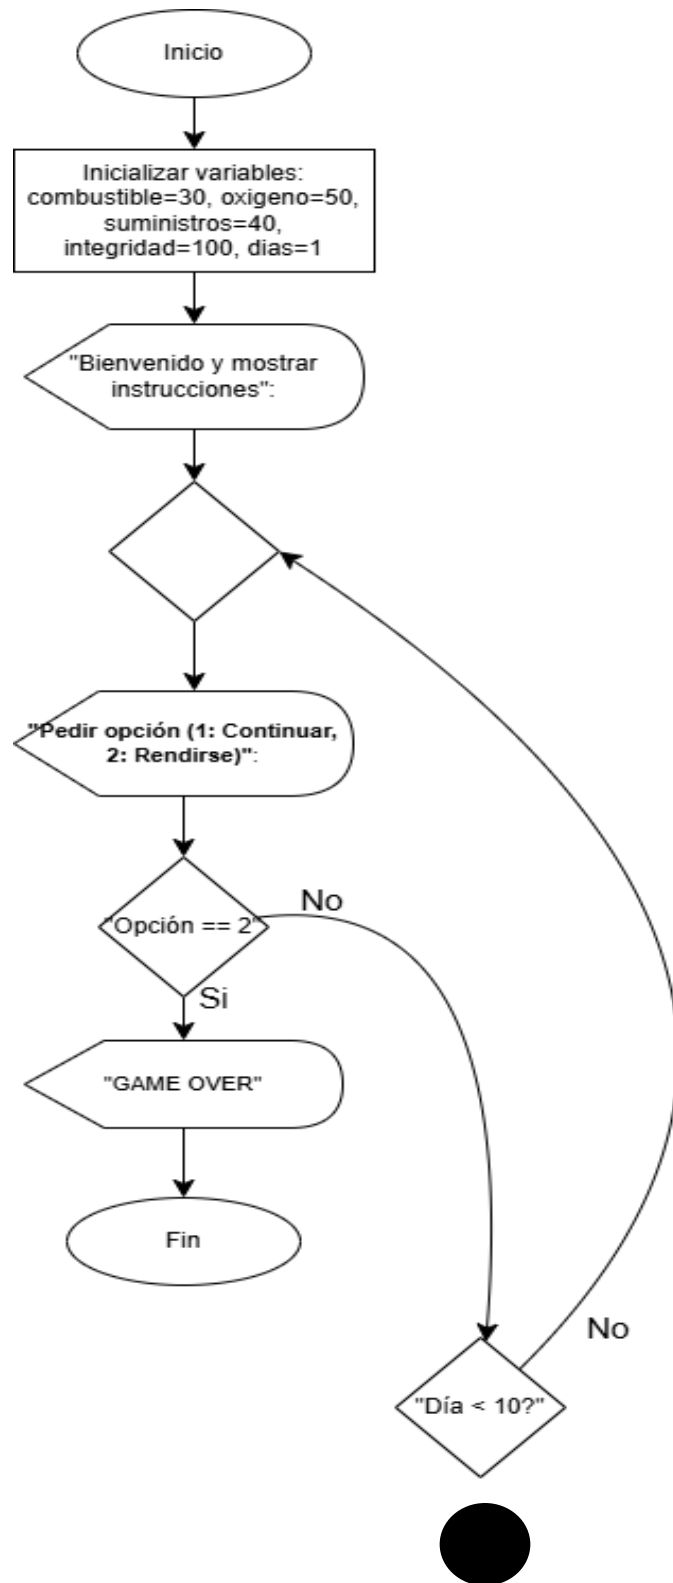 Inicio
Inicializar variables:
combustible=30, oxigeno=50,
suministros=40,
integridad=100, dias=1
"Bienvenido y mostrar
instrucciones":
"Pedir opción (1: Continuar,
2: Rendirse)":
"Opción == 2"
No
Si
"GAME OVER"
Fin
No
"Día < 10?"